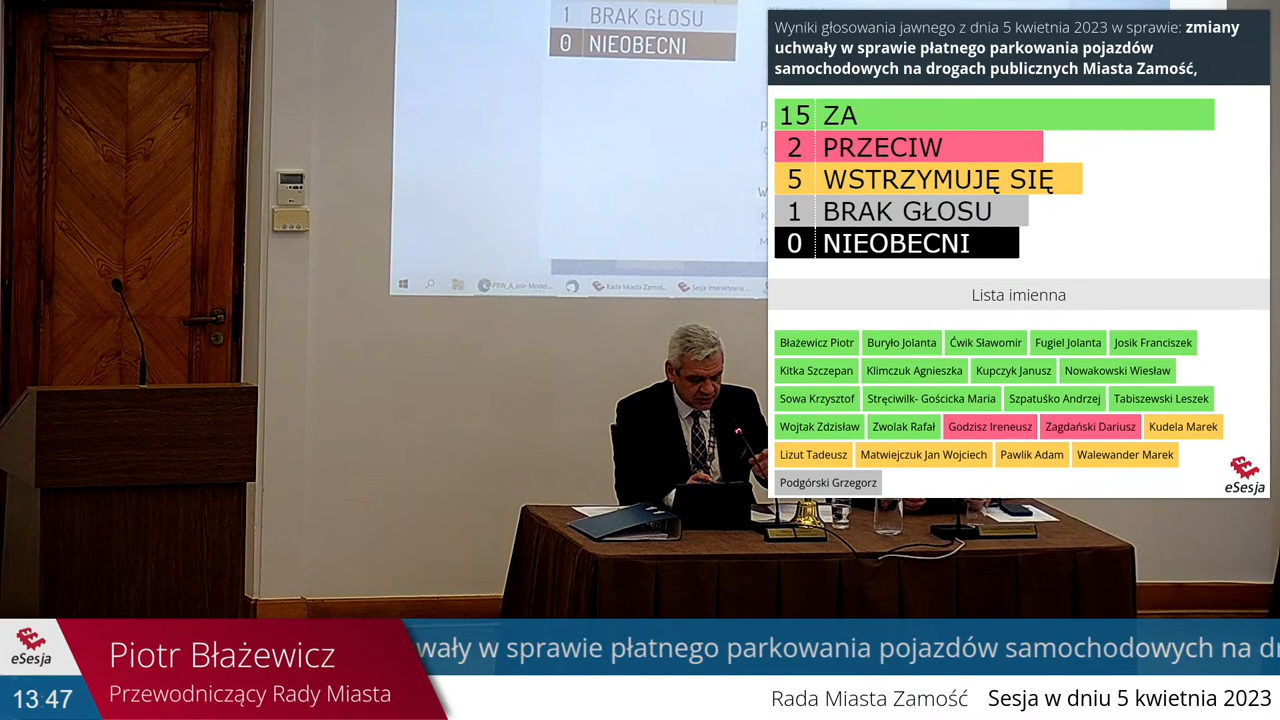 1 BRAK GŁOSU
0 NIEOBECNI
Rada Miasta Zamoś...
Sesja Interaktywna...
Wyniki głosowania jawnego z dnia 5 kwietnia 2023 w sprawie: zmiany
uchwały w sprawie płatnego parkowania pojazdów
samochodowych na drogach publicznych Miasta Zamość,
15 ZA
2 PRZECIW
5 WSTRZYMUJĘ SIĘ
1 BRAK GŁOSU
0 NIEOBECNI
Lista imienna
Błażewicz Piotr Buryło Jolanta Ćwik Sławomir Fugiel Jolanta Josik Franciszek
Kitka Szczepan Klimczuk Agnieszka Kupczyk Janusz Nowakowski Wiesław
Sowa Krzysztof Stręciwilk- Gościcka Maria Szpatuśko Andrzej Tabiszewski Leszek
Wojtak Zdzisław Zwolak Rafał Godzisz Ireneusz Zagdański Dariusz Kudela Marek
Lizut Tadeusz Matwiejczuk Jan Wojciech Pawlik Adam Walewander Marek
Podgórski Grzegorz
eSesja
eSesja
Piotr Błażewicz
Przewodniczący Rady Miasta
wały w sprawie płatnego parkowania pojazdów samochodowych na dr
13:47
Rada Miasta Zamość Sesja w dniu 5 kwietnia 2023